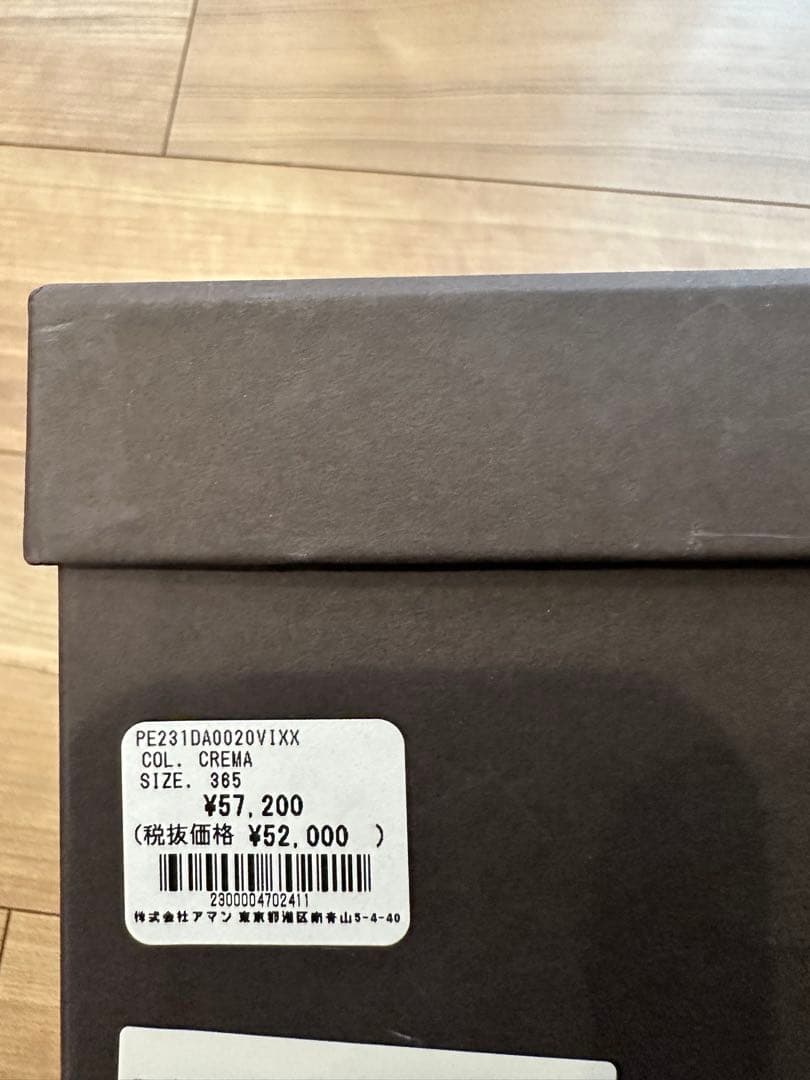 PE231DA0020VIXX
COL. CREMA
SIZE. 365
¥57,200
(税抜価格 ¥52,000 )
2300004702411
株式会社アマン 東京都港区南青山5-4-40